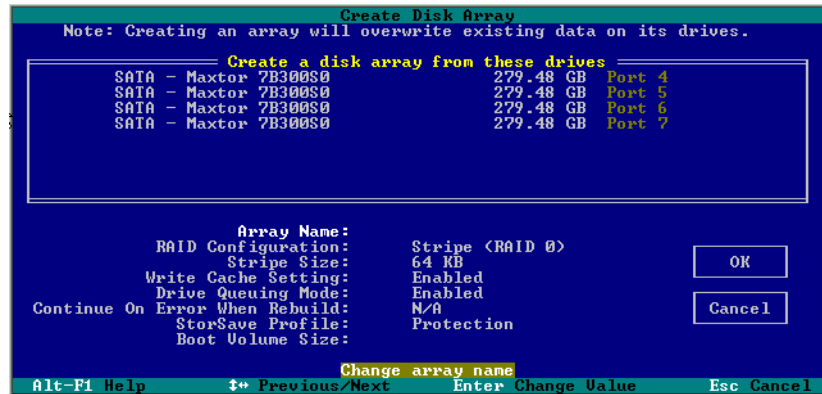 Create Disk Array
Note: Creating an array will overwrite existing data on its drives.
Create a disk array from these drives
SATA - Maxtor 7B300S0 279.48 GB Port 4
SATA - Maxtor 7B300S0 279.48 GB Port 5
SATA - Maxtor 7B300S0 279.48 GB Port 6
SATA - Maxtor 7B300S0 279.48 GB Port 7
Array Name:
RAID Configuration: Stripe (RAID 0)
Stripe Size: 64 KB
Write Cache Setting: Enabled
Drive Queuing Mode: Enabled
Continue On Error When Rebuild: N/A
StorSave Profile: Protection
Boot Volume Size:
OK
Cancel
Change array name
Alt-F1 Help ↕↔ Previous/Next Enter Change Value Esc Cancel